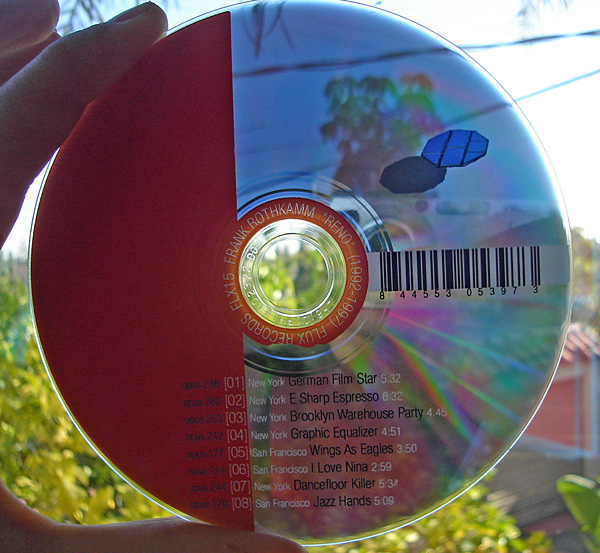 FLX15 FRANK ROTHKAMM "RENO" (1992-1997) FLUX RECORDS
8 44553 05397 3
opus 248 [01] New York German Film Star 5:32
opus 280 [02] New York E Sharp Espresso 6:32
[03] New York Brooklyn Warehouse Party 4:45
opus 242 [04] New York Graphic Equalizer 4:51
opus 177 [05] San Francisco Wings As Eagles 3:50
opus 214 [06] San Francisco I Love Nina 2:59
opus 244 [07] New York Dancefloor Killer 5:34
opus 179 [08] San Francisco Jazz Hands 5:09